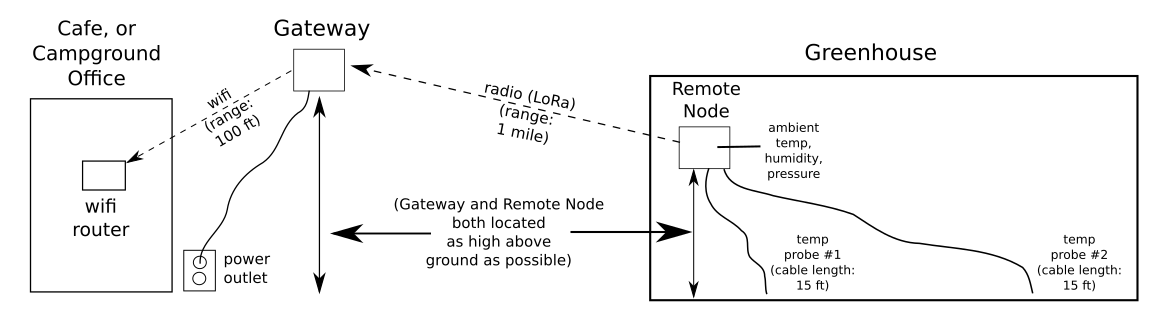 Cafe, or
Campground
Office
Gateway
Greenhouse
wifi
(range:
100 ft)
radio (LoRa)
(range:
1 mile)
Remote
Node
ambient
temp,
humidity,
pressure
wifi
router
(Gateway and Remote Node
both located
as high above
ground as possible)
power
outlet
temp
probe #1
(cable length:
15 ft)
temp
probe #2
(cable length:
15 ft)